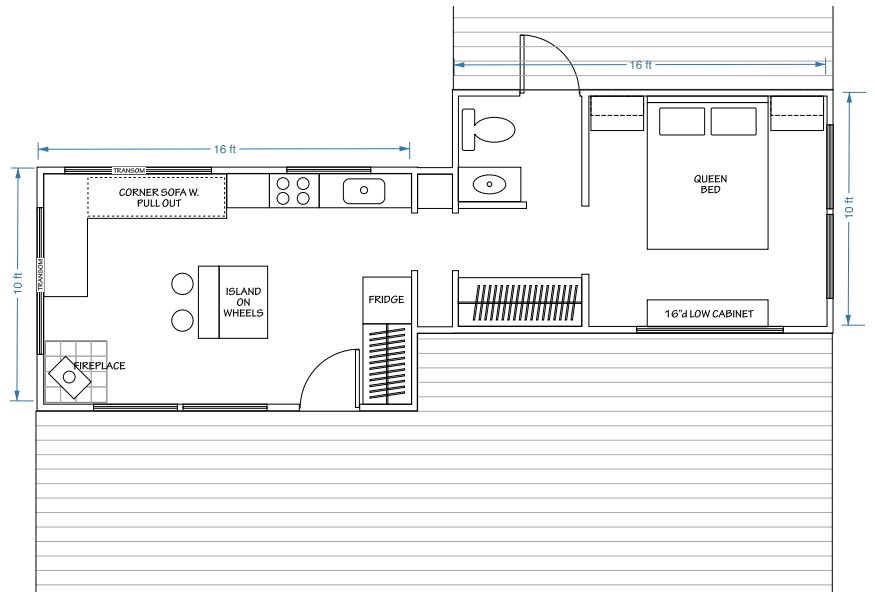 16 ft
16 ft
TRANSOM
CORNER SOFA W.
PULL OUT
QUEEN
BED
10 ft
10 ft
TRANSOM
ISLAND
ON
WHEELS
FRIDGE
16"d LOW CABINET
FIREPLACE